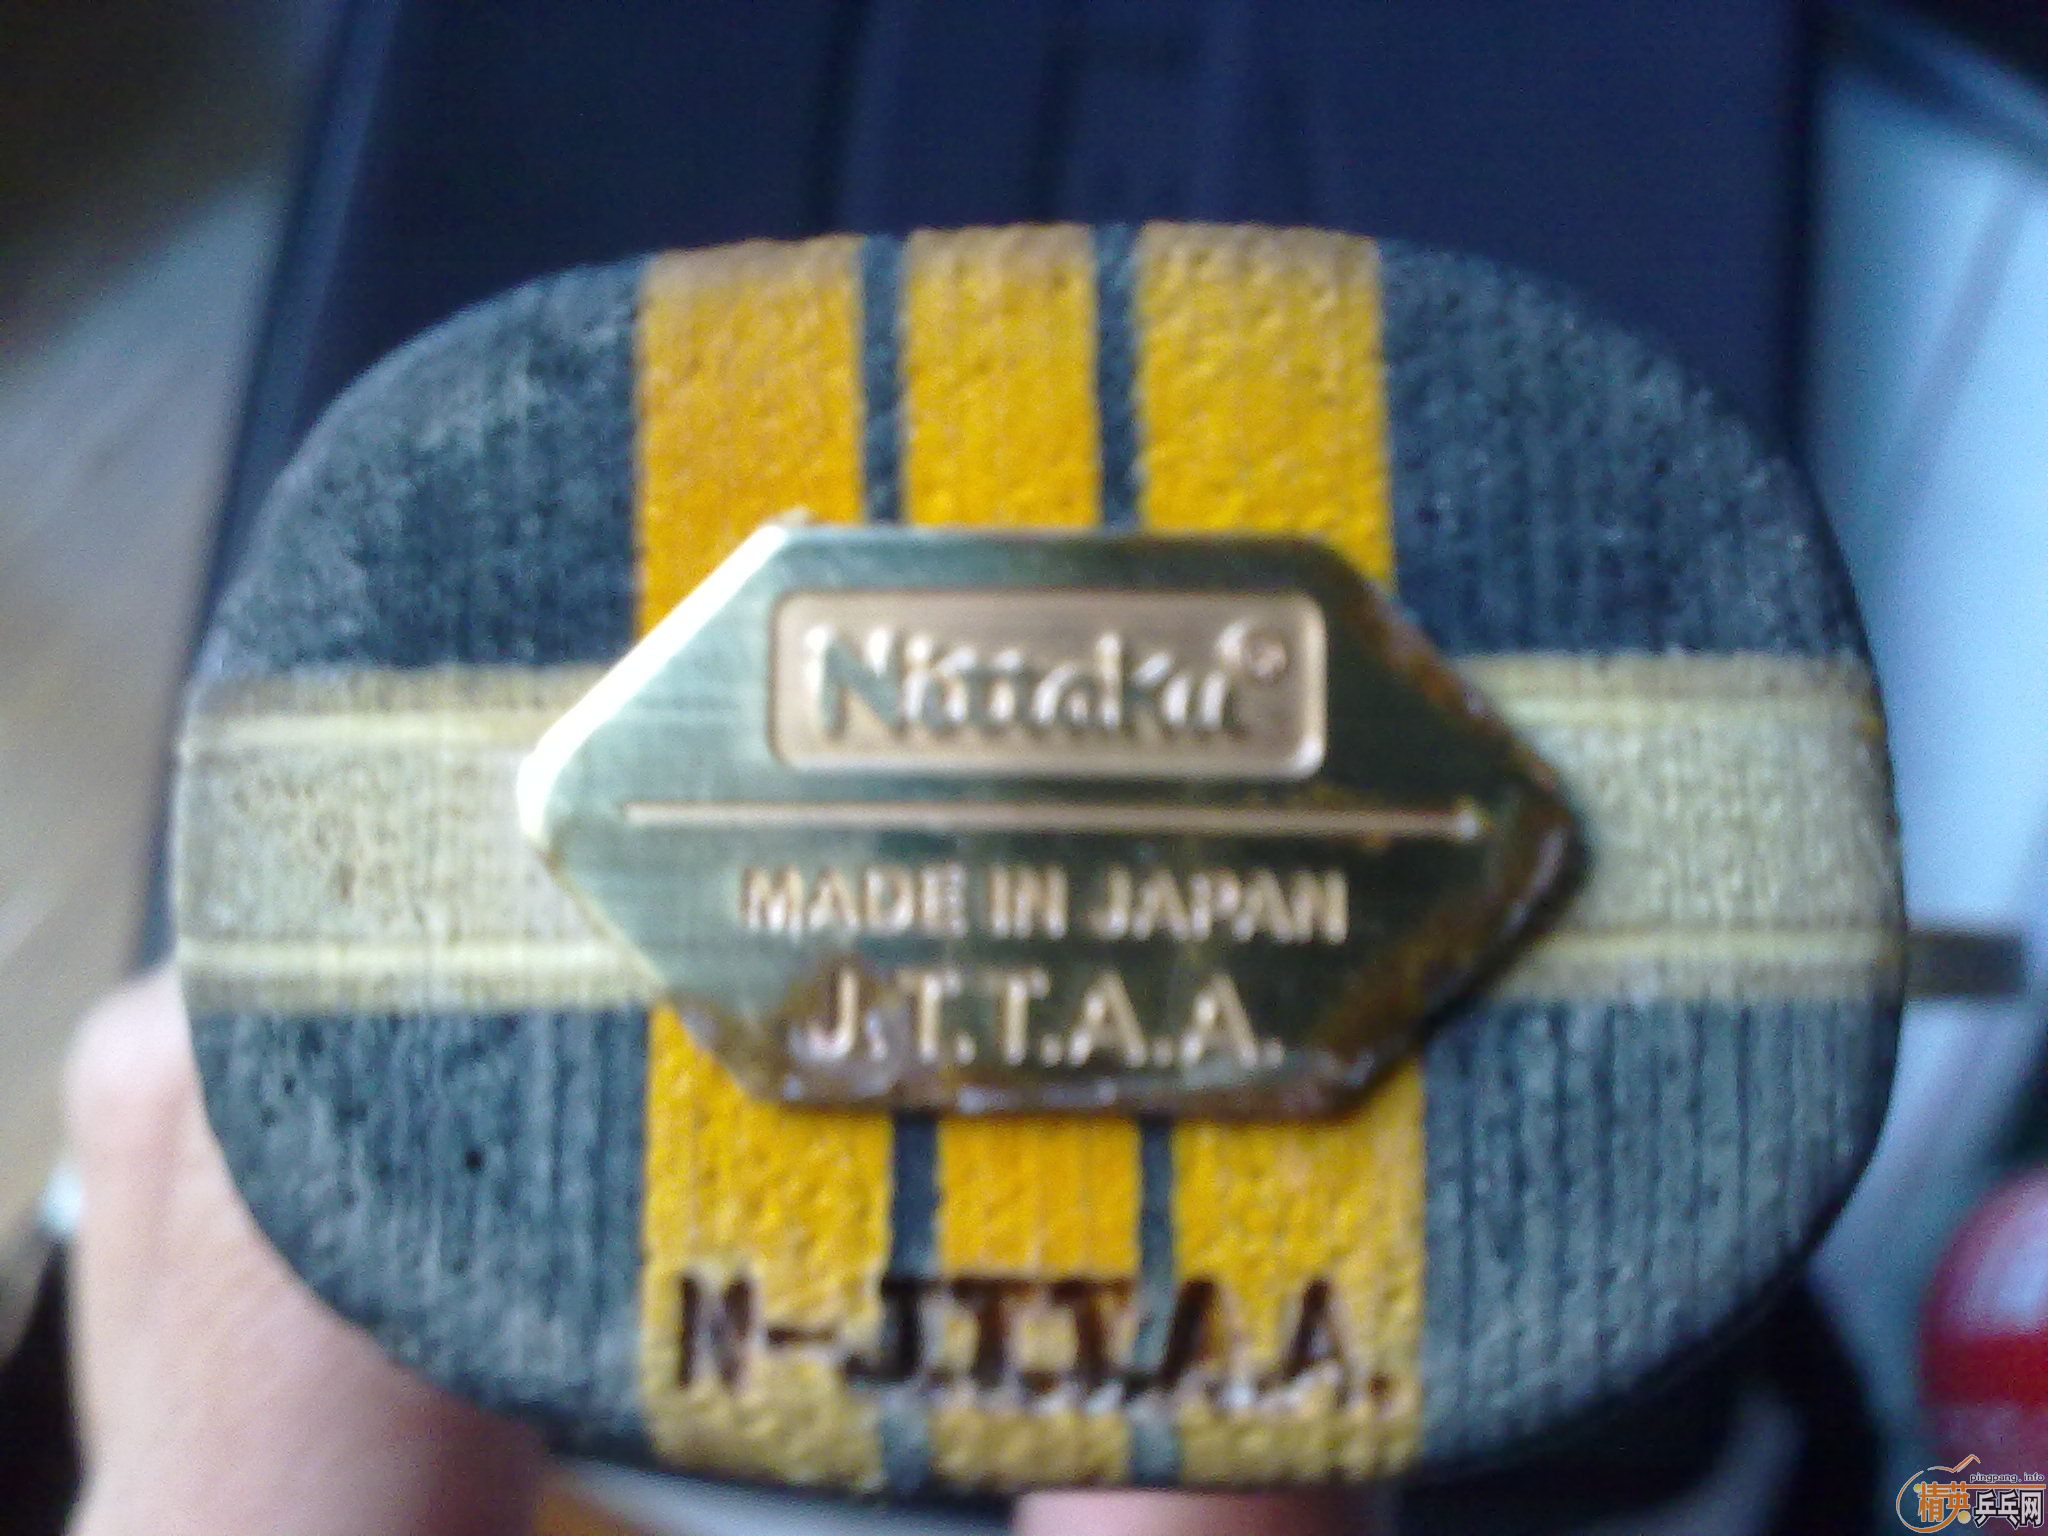 Nittaku®
MADE IN JAPAN
J.T.T.A.A.
N-J.T.T.A.A.
pingpang.info
精英乒乓网